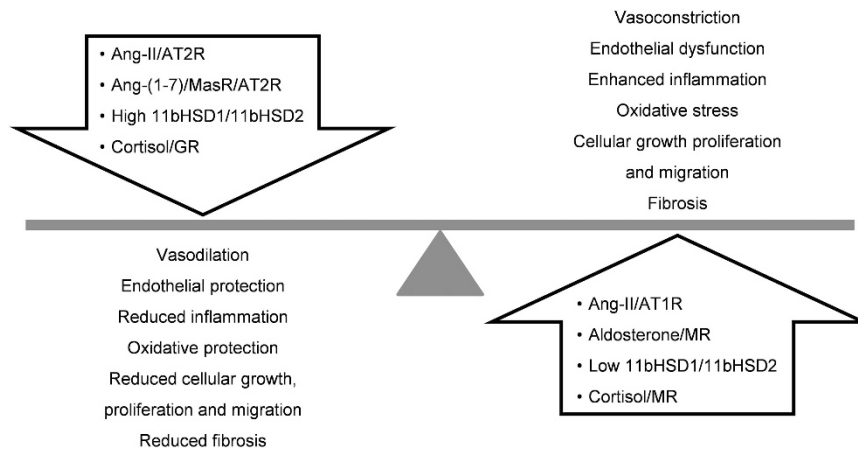 • Ang-II/AT2R
• Ang-(1-7)/MasR/AT2R
• High 11bHSD1/11bHSD2
• Cortisol/GR
Vasoconstriction
Endothelial dysfunction
Enhanced inflammation
Oxidative stress
Cellular growth proliferation
and migration
Fibrosis
Vasodilation
Endothelial protection
Reduced inflammation
Oxidative protection
Reduced cellular growth,
proliferation and migration
Reduced fibrosis
• Ang-II/AT1R
• Aldosterone/MR
• Low 11bHSD1/11bHSD2
• Cortisol/MR